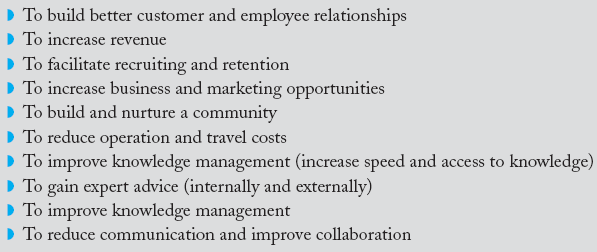 To build better customer and employee relationships
To increase revenue
To facilitate recruiting and retention
To increase business and marketing opportunities
To build and nurture a community
To reduce operation and travel costs
To improve knowledge management (increase speed and access to knowledge)
To gain expert advice (internally and externally)
To improve knowledge management
To reduce communication and improve collaboration